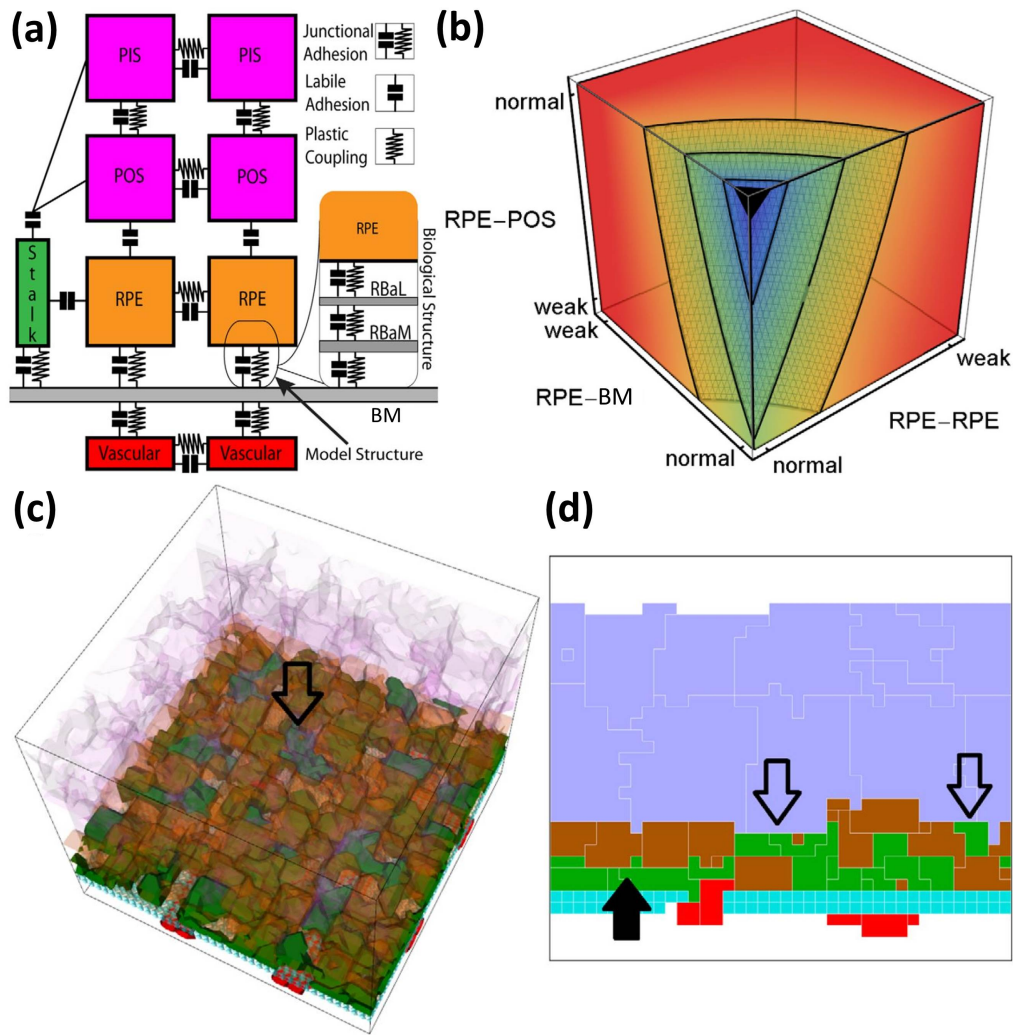 (a)
PIS
PIS
Junctional
Adhesion
Labile
Adhesion
Plastic
Coupling
POS
POS
Stalk
RPE
RPE
RPE
RBaL
RBaM
Biological Structure
BM
Vascular
Vascular
Model Structure
(b)
normal
RPE–POS
weak
weak
RPE–BM
normal
normal
RPE–RPE
weak
(c)
(d)